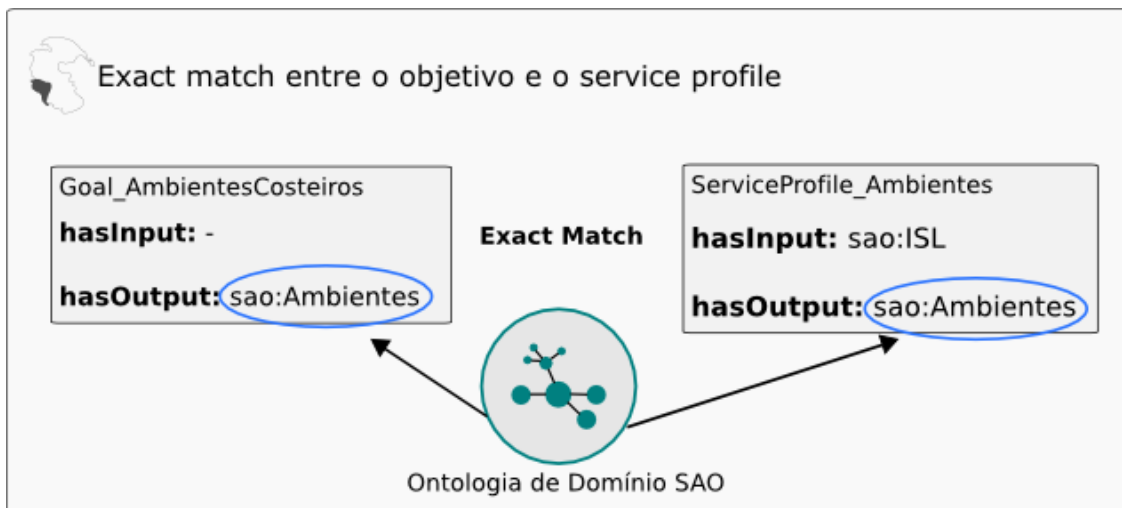 Exact match entre o objetivo e o service profile
Goal_AmbientesCosteiros
hasInput: -
hasOutput: sao:Ambientes
Exact Match
ServiceProfile_Ambientes
hasInput: sao:ISL
hasOutput: sao:Ambientes
Ontologia de Domínio SAO